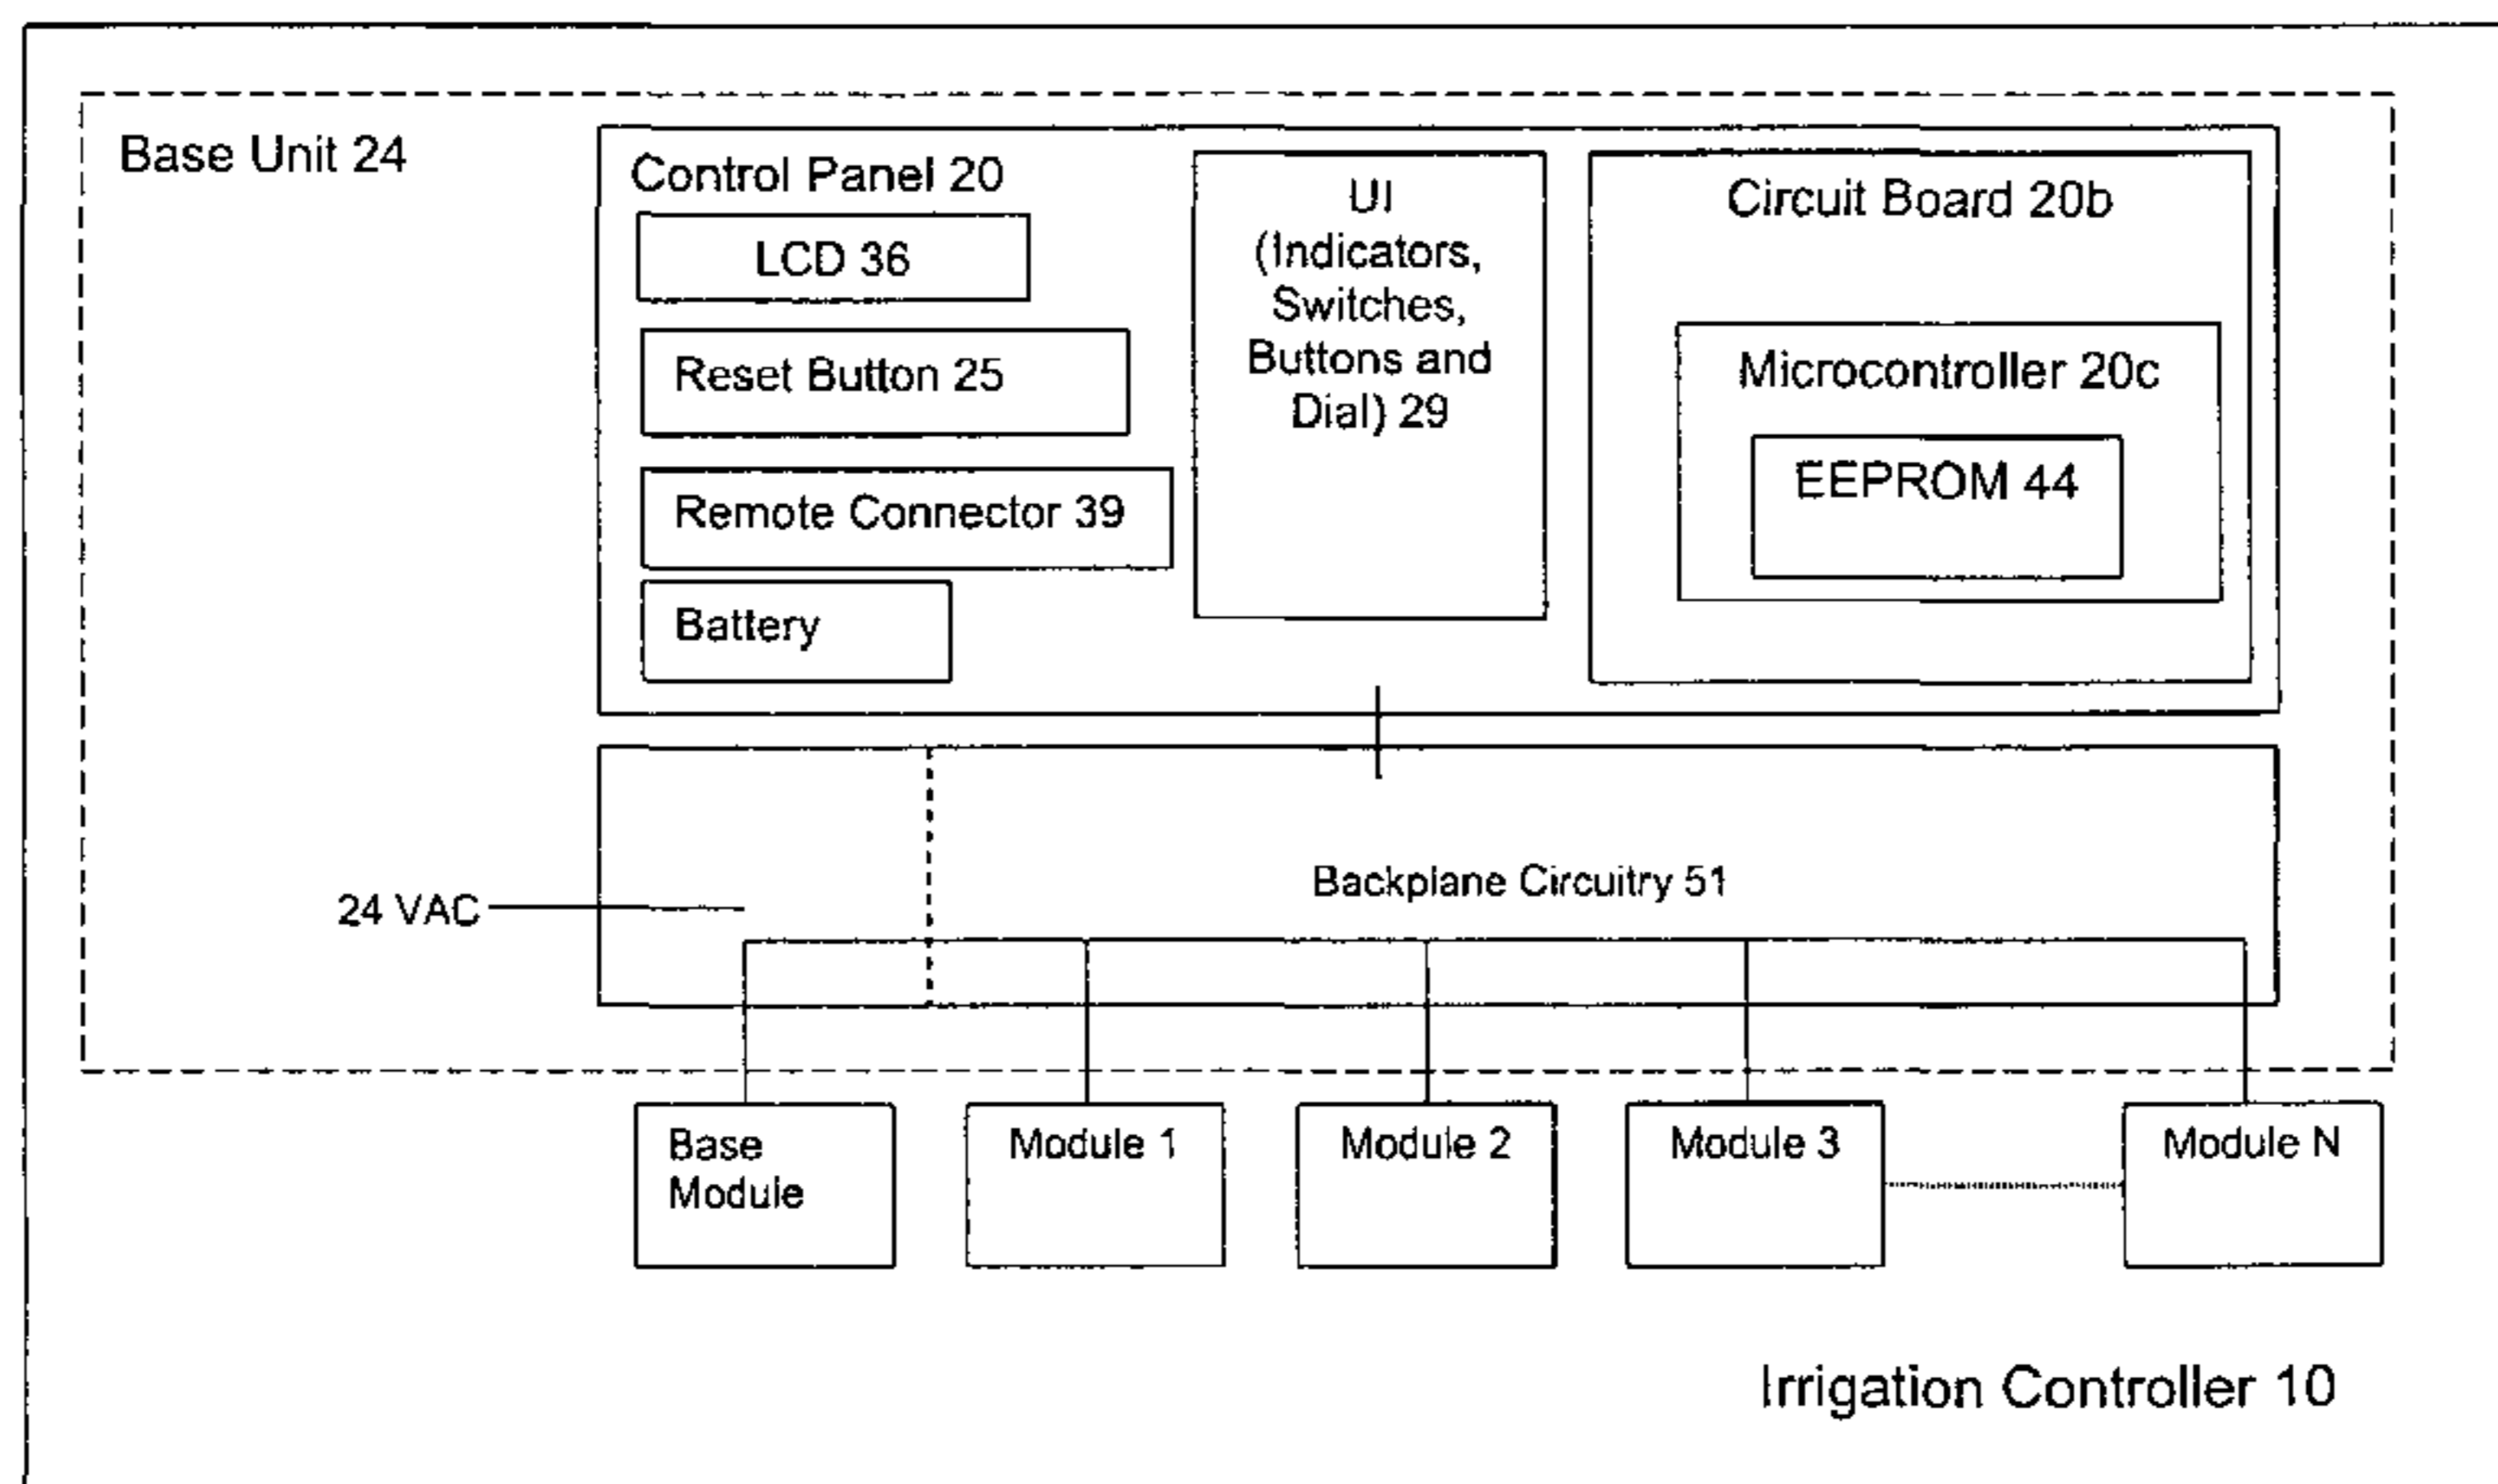 Base Unit 24
Control Panel 20
LCD 36
Reset Button 25
Remote Connector 39
Battery
UI
(Indicators,
Switches,
Buttons and
Dial) 29
Circuit Board 20b
Microcontroller 20c
EEPROM 44
24 VAC
Backplane Circuitry 51
Base
Module
Module 1
Module 2
Module 3
Module N
Irrigation Controller 10